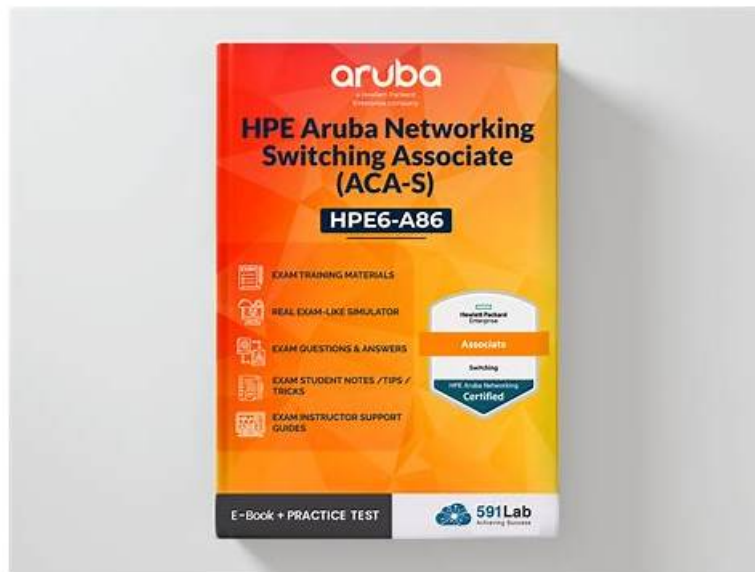 aruba
a Hewlett Packard
Enterprise company
HPE Aruba Networking
Switching Associate
(ACA-S)
HPE6-A86
EXAM TRAINING MATERIALS
REAL EXAM-LIKE SIMULATOR
EXAM QUESTIONS & ANSWERS
EXAM STUDENT NOTES /TIPS /
TRICKS
EXAM INSTRUCTOR SUPPORT
GUIDES
Hewlett Packard
Enterprise
Associate
Switching
HPE Aruba Networking
Certified
E-Book + PRACTICE TEST
591Lab
Achieving Success